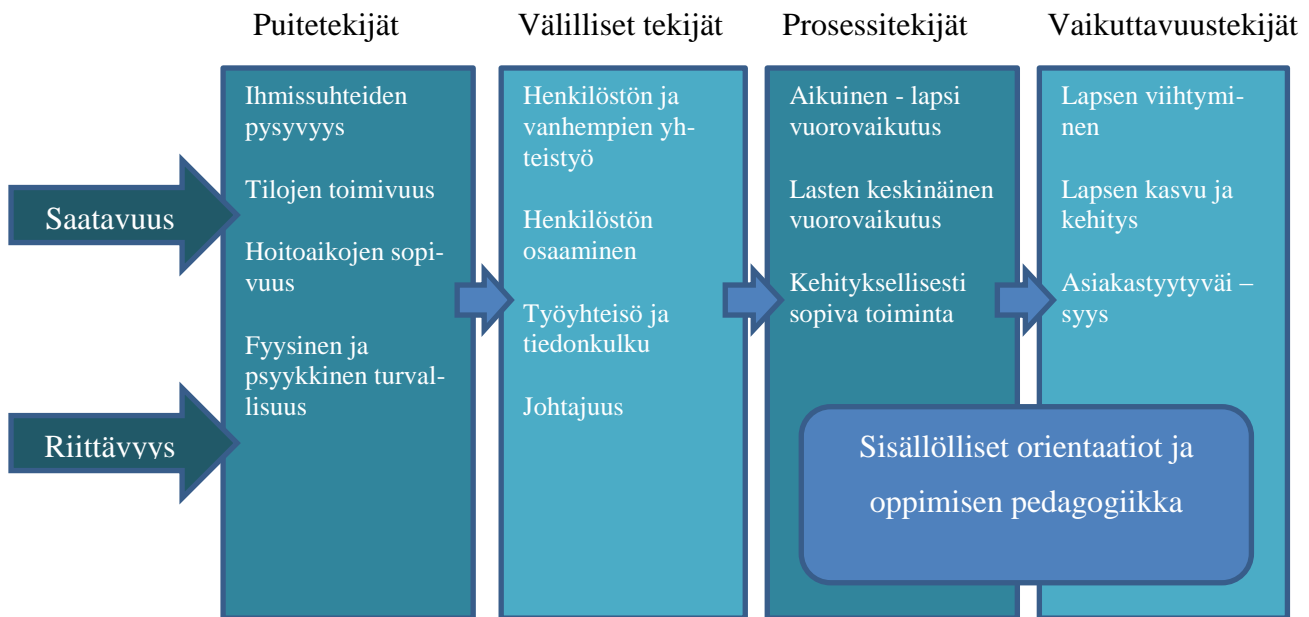 Puitetekijät
Välilliset tekijät
Prosessitekijät
Vaikuttavuustekijät
Saatavuus
Riittävyys
Ihmissuhteiden
pysyvyys
Tilojen toimivuus
Hoitoaikojen sopi-
vuus
Fyysinen ja
psyykkinen turval-
lisuus
Henkilöstön ja
vanhempien yh-
teistyö
Henkilöstön
osaaminen
Työyhteisö ja
tiedonkulku
Johtajuus
Aikuinen - lapsi
vuorovaikutus
Lasten keskinäinen
vuorovaikutus
Kehityksellisesti
sopiva toiminta
Lapsen viihtymi-
nen
Lapsen kasvu ja
kehitys
Asiakastyytyväi –
syys
Sisällölliset orientaatiot ja
oppimisen pedagogiikka